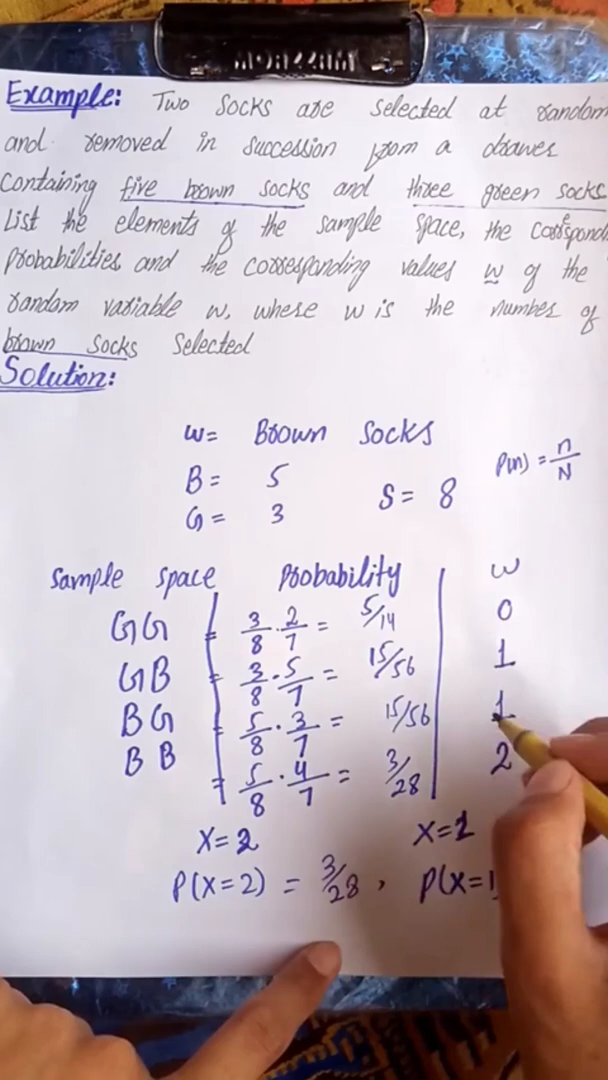 MOAZZAM
Example: Two Socks are selected at random
and removed in succession from a drawer
Containing five brown socks and three green socks
List the elements of the sample space, the correspond
Probabilities, and the corresponding values w of the
random variable w, where w is the number of
brown socks selected
Solution:
w= Brown Socks
B= 5
G= 3
S= 8
P(n) = n/N
Sample Space Probability w
GG = 3/8 . 2/7 = 5/14 0
GB = 3/8 . 5/7 = 15/56 1
BG = 5/8 . 3/7 = 15/56 1
BB = 5/8 . 4/7 = 3/28 2
X=2 X=1
P(X=2) = 3/28 , P(X=1